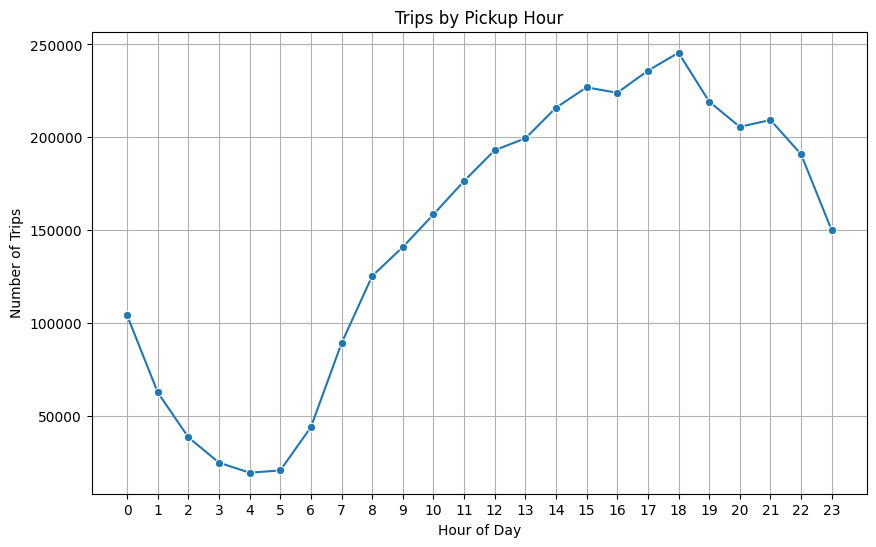 Trips by Pickup Hour
Number of Trips
250000
200000
150000
100000
50000
0 1 2 3 4 5 6 7 8 9 10 11 12 13 14 15 16 17 18 19 20 21 22 23
Hour of Day